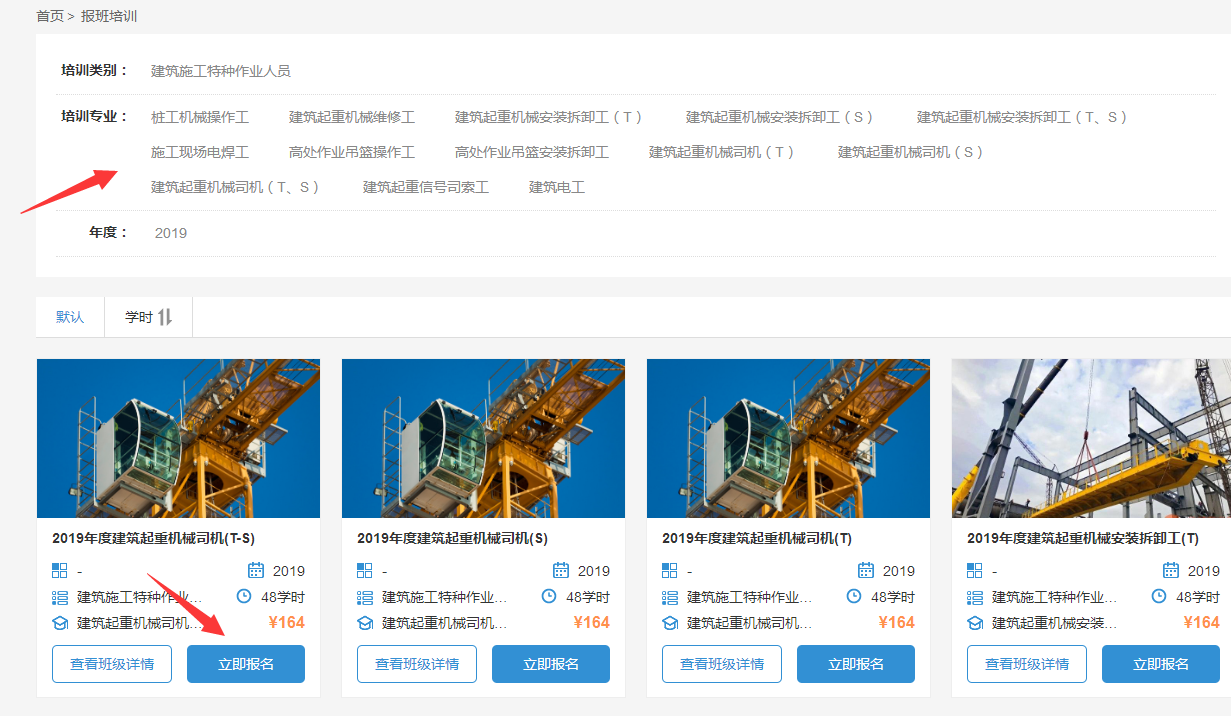 首页 > 报班培训
培训类别： 建筑施工特种作业人员
培训专业： 桩工机械操作工 建筑起重机械维修工 建筑起重机械安装拆卸工（T） 建筑起重机械安装拆卸工（S） 建筑起重机械安装拆卸工（T、S）
施工现场电焊工 高处作业吊篮操作工 高处作业吊篮安装拆卸工 建筑起重机械司机（T） 建筑起重机械司机（S）
建筑起重机械司机（T、S） 建筑起重信号司索工 建筑电工
年度： 2019
默认 学时
2019年度建筑起重机械司机(T-S)
- 2019
建筑施工特种作业... 48学时
建筑起重机械司机... ¥164
查看班级详情 立即报名
2019年度建筑起重机械司机(S)
- 2019
建筑施工特种作业... 48学时
建筑起重机械司机... ¥164
查看班级详情 立即报名
2019年度建筑起重机械司机(T)
- 2019
建筑施工特种作业... 48学时
建筑起重机械司机... ¥164
查看班级详情 立即报名
2019年度建筑起重机械安装拆卸工(T)
- 2019
建筑施工特种作业... 48学时
建筑起重机械安装... ¥164
查看班级详情 立即报名